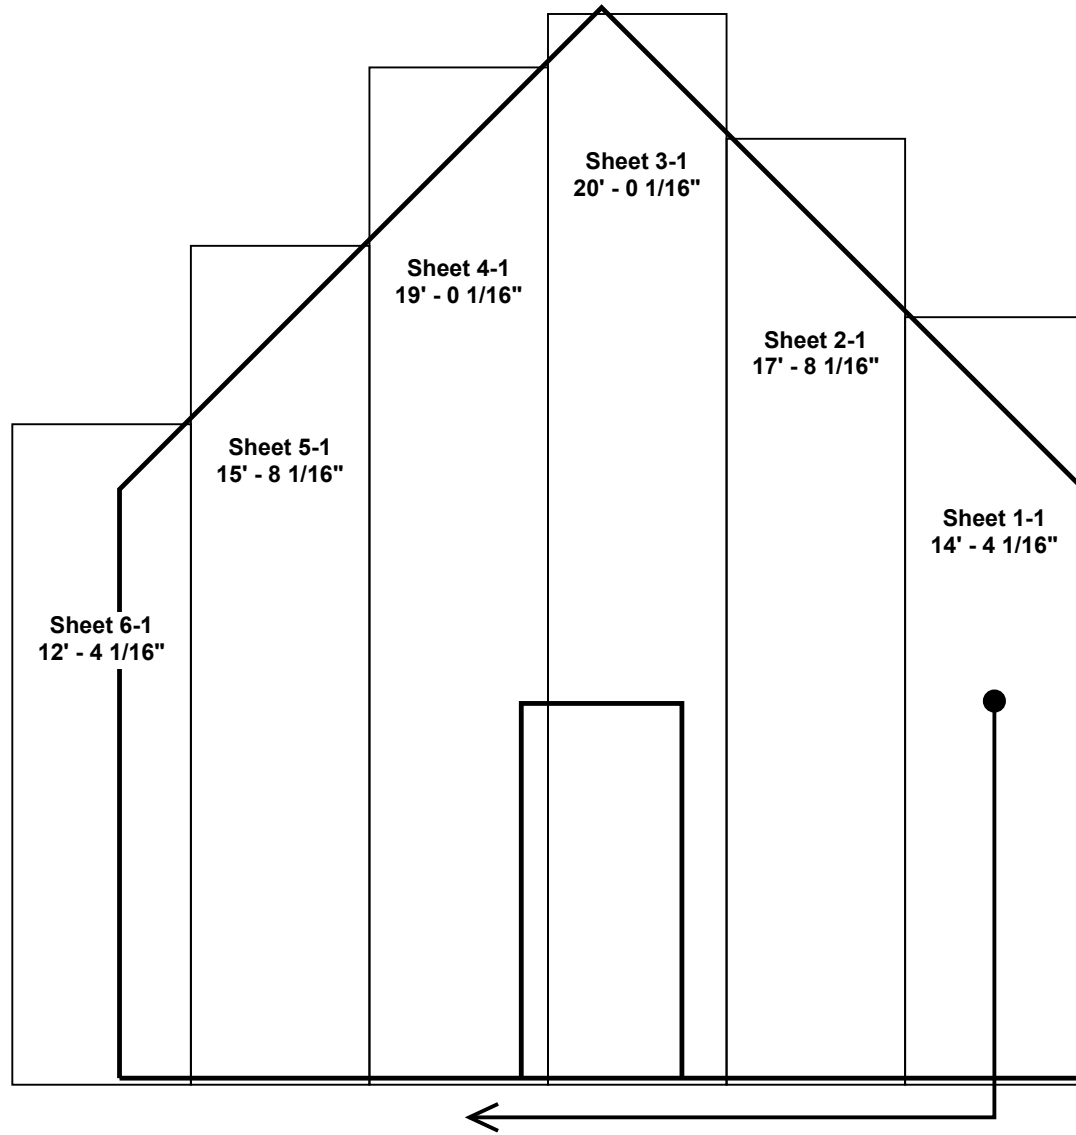 Sheet 3-1
20' - 0 1/16"
Sheet 4-1
19' - 0 1/16"
Sheet 2-1
17' - 8 1/16"
Sheet 5-1
15' - 8 1/16"
Sheet 1-1
14' - 4 1/16"
Sheet 6-1
12' - 4 1/16"